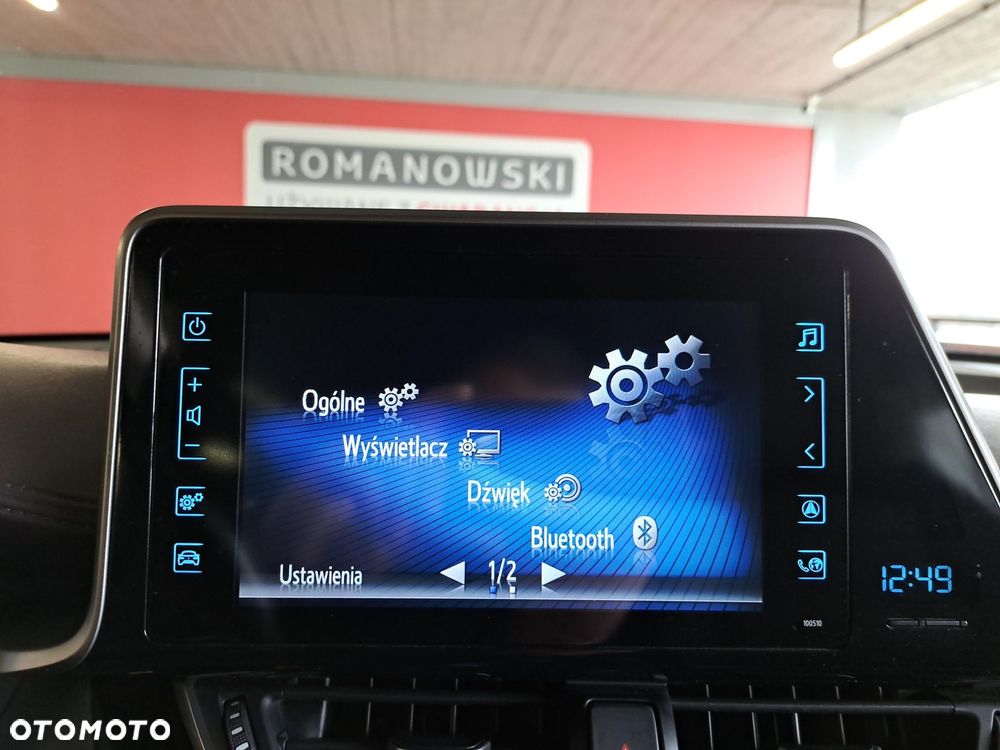 ROMANOWSKI
Ogólne
Wyświetlacz
Dźwięk
Bluetooth
Ustawienia
1/2
100510
12:49
OTOMOTO